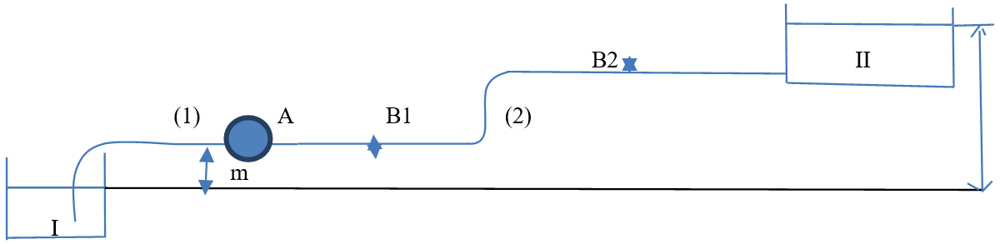 B2
II
(1)
A
B1
(2)
m
I